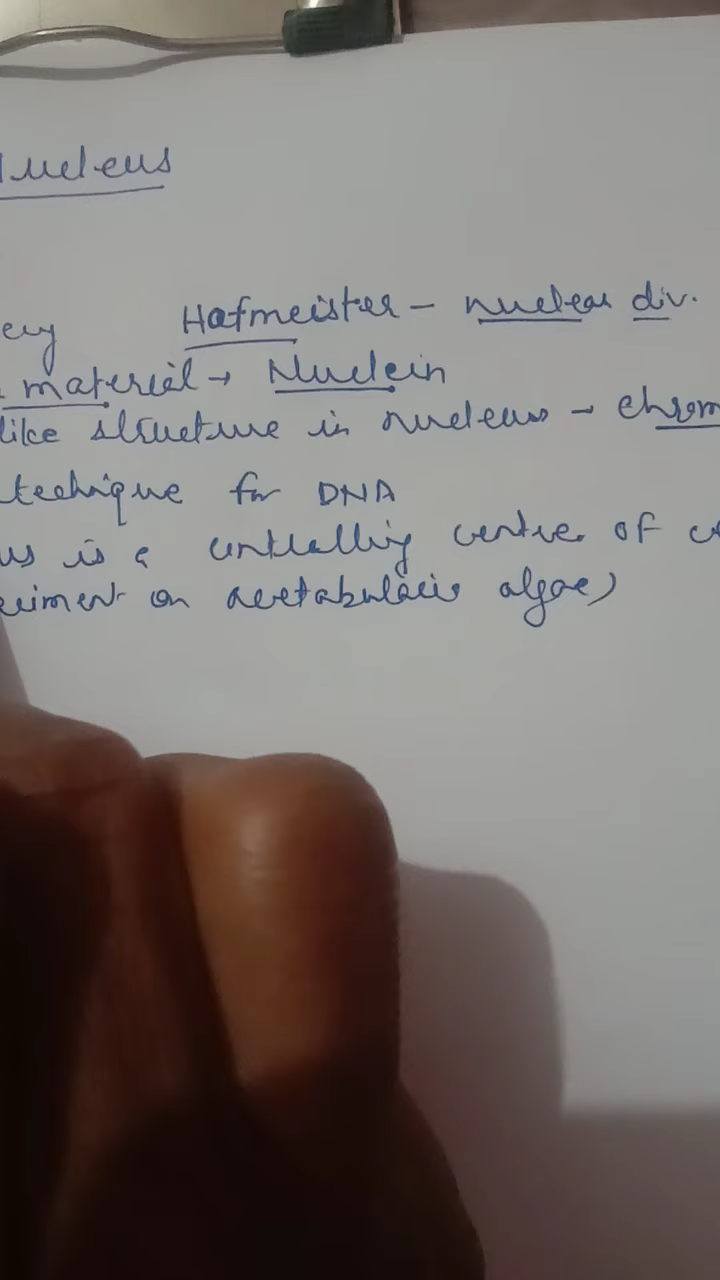 Nucleus
ery Hofmeister - nuclear div.
material → Nuclein
like structure in nucleus - chrom
technique for DNA
us is a controlling centre of c
eriment on acetabularia algae)